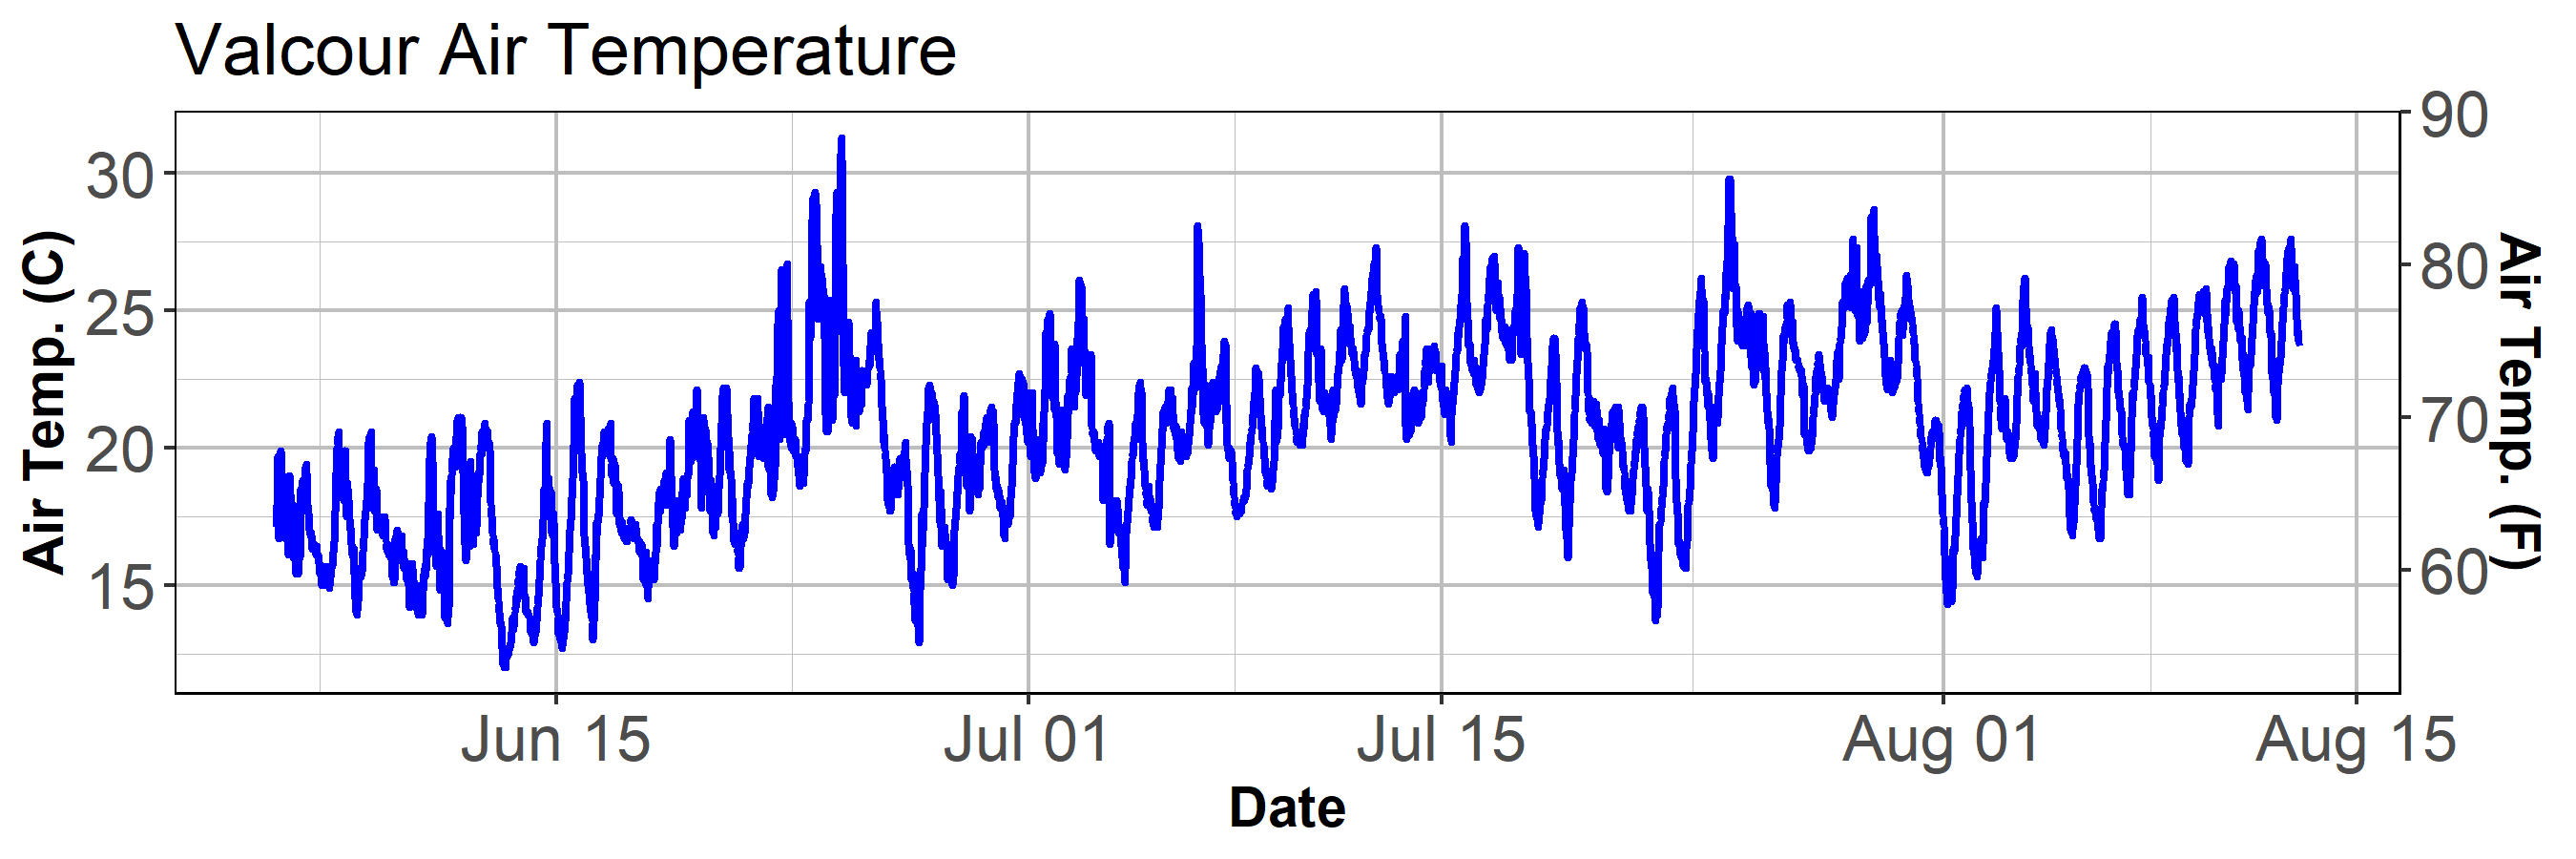 Valcour Air Temperature
Air Temp. (C)
30
25
20
15
90
80
70
60
Air Temp. (F)
Jun 15
Jul 01
Jul 15
Aug 01
Aug 15
Date